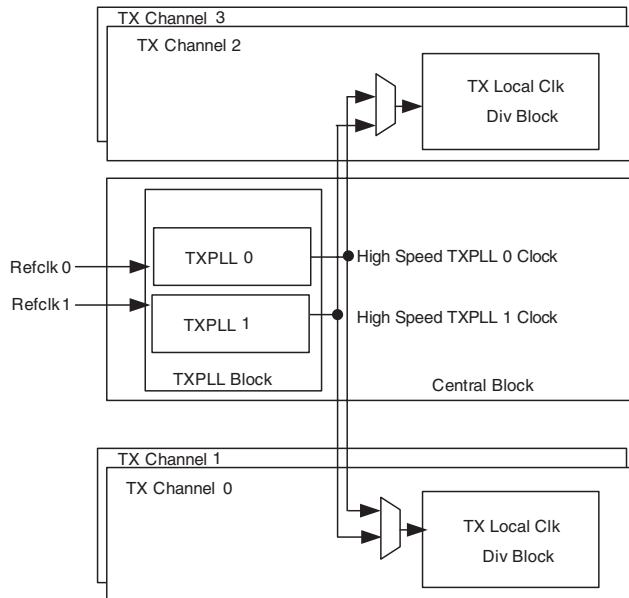 TX Channel 3
TX Channel 2
TX Local Clk
Div Block
TXPLL 0
High Speed TXPLL 0 Clock
Refclk 0
Refclk 1
TXPLL 1
High Speed TXPLL 1 Clock
TXPLL Block
Central Block
TX Channel 1
TX Channel 0
TX Local Clk
Div Block